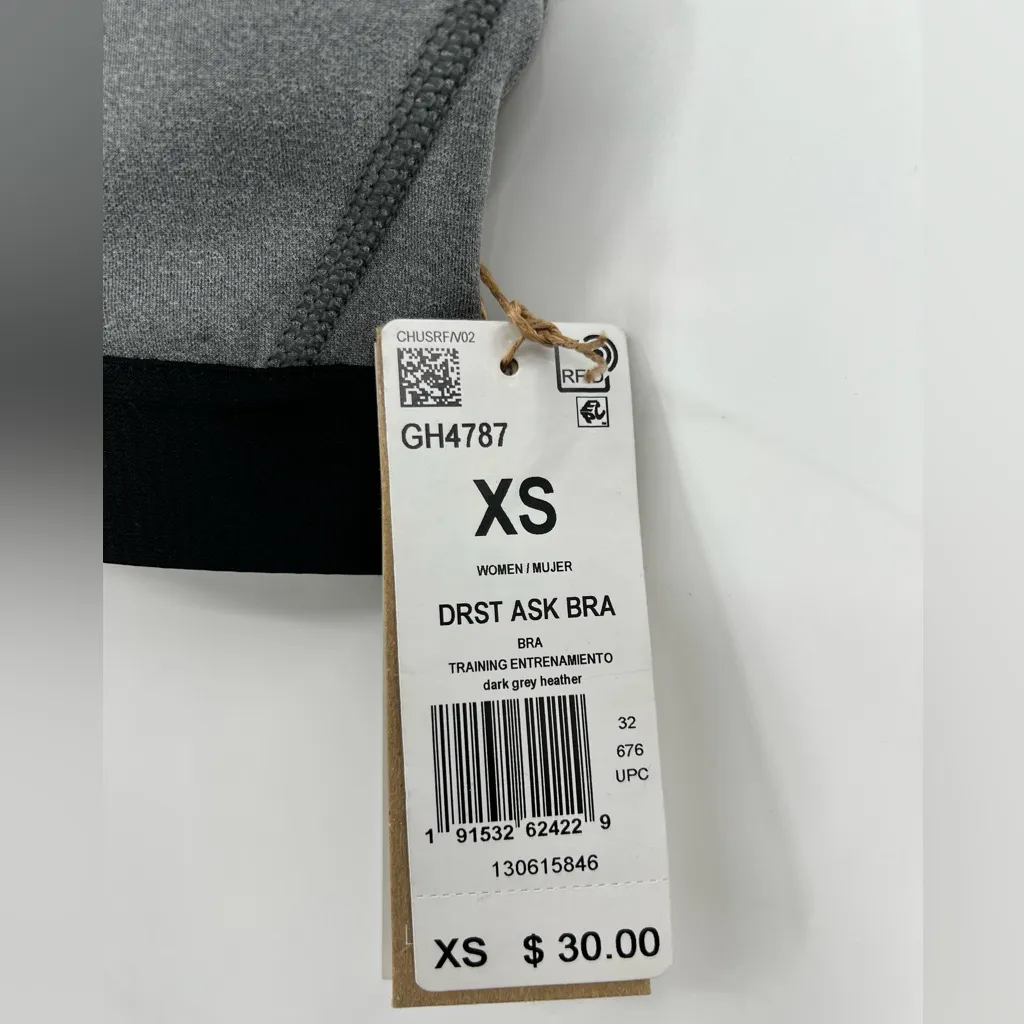 CHUSRF/V02
GH4787
XS
WOMEN / MUJER
DRST ASK BRA
BRA
TRAINING ENTRENAMIENTO
dark grey heather
32
676
UPC
1 91532 62422 9
130615846
XS $ 30.00